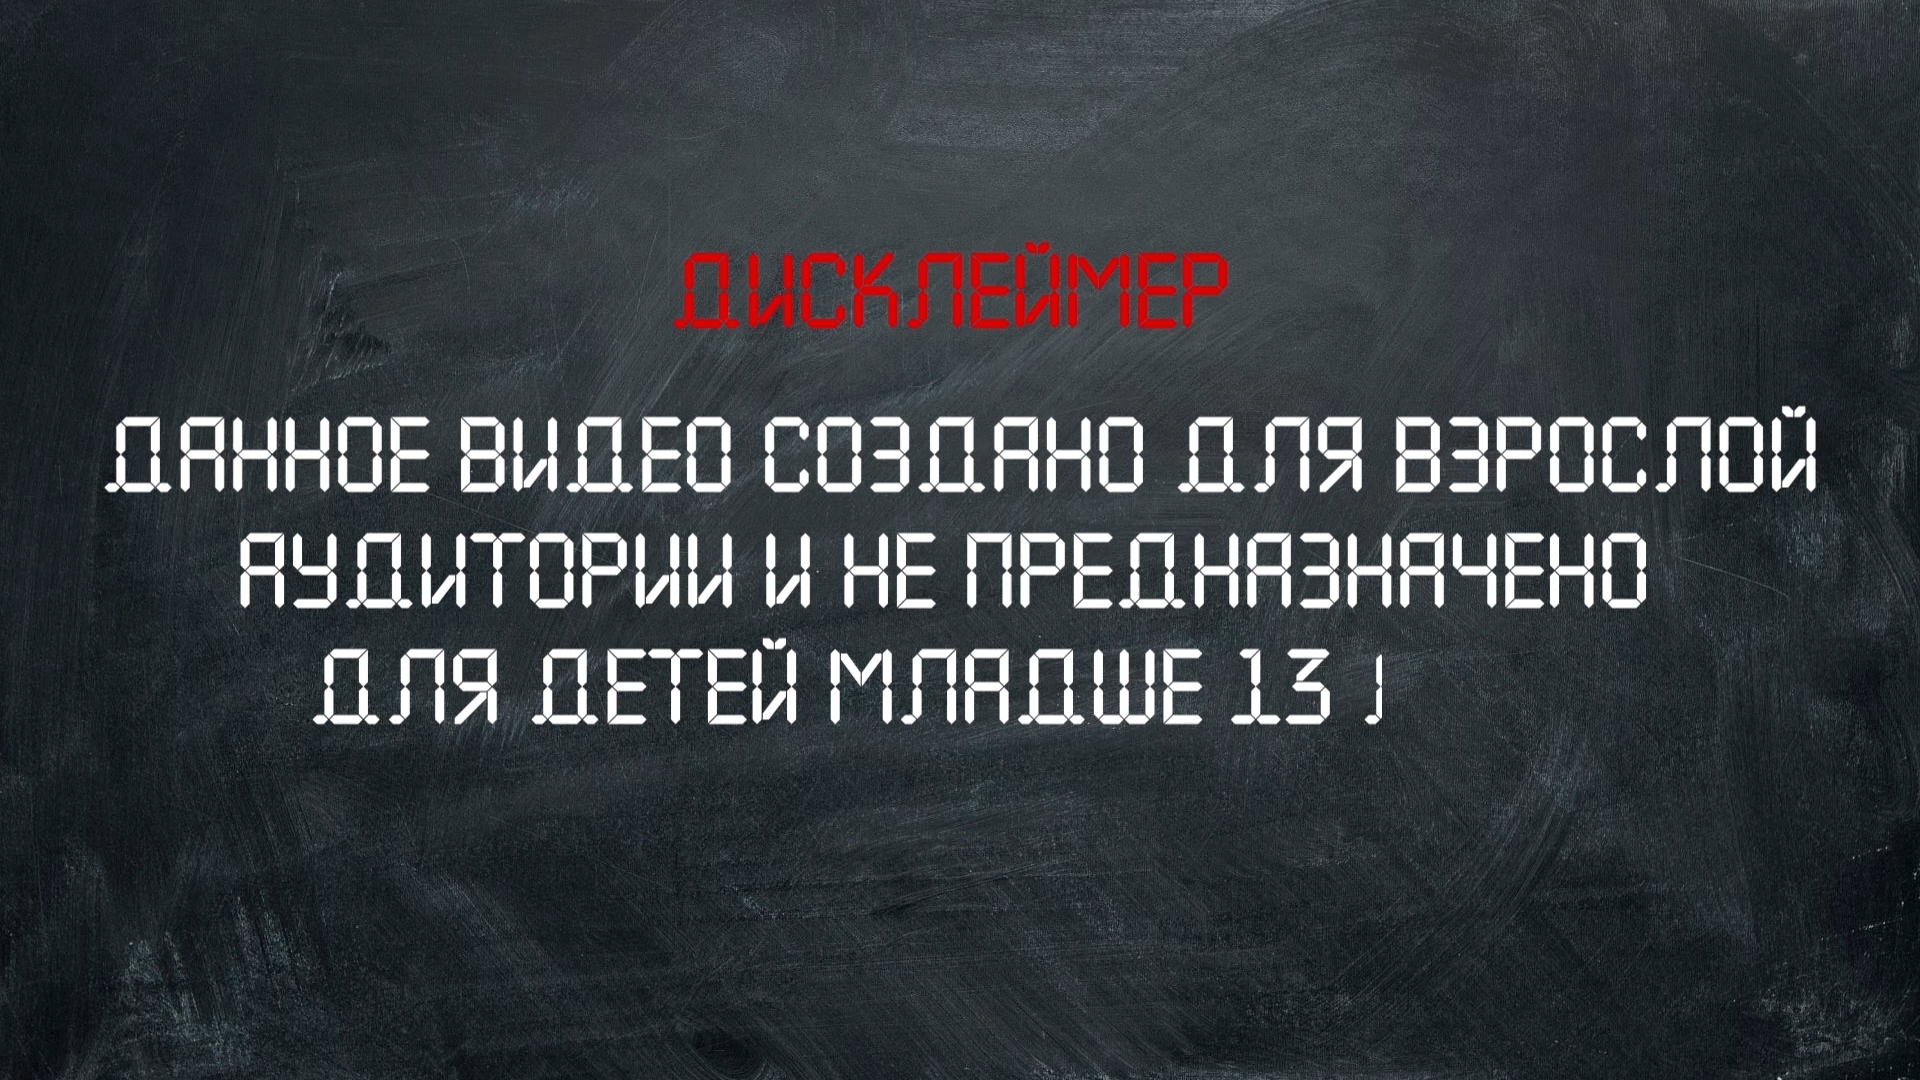 ДИСКЛЕЙМЕР
ДАННОЕ ВИДЕО СОЗДАНО ДЛЯ ВЗРОСЛОЙ
АУДИТОРИИ И НЕ ПРЕДНАЗНАЧЕНО
ДЛЯ ДЕТЕЙ МЛАДШЕ 13